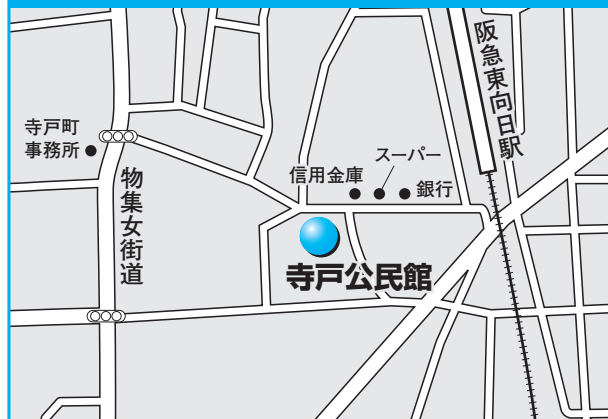 阪急東向日駅
寺戸町
事務所
物集女街道
信用金庫
スーパー
銀行
寺戸公民館